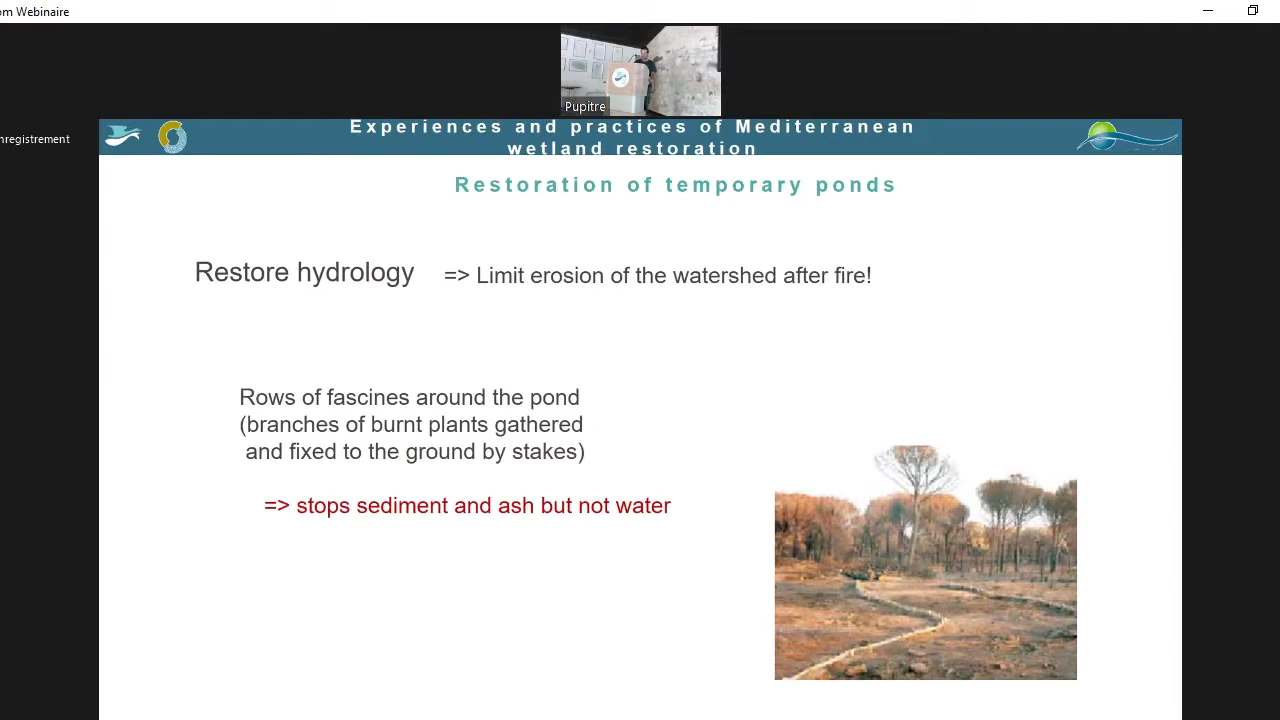 om Webinaire
Pupitre
nregistrement
Experiences and practices of Mediterranean
wetland restoration
Restoration of temporary ponds
Restore hydrology => Limit erosion of the watershed after fire!
Rows of fascines around the pond
(branches of burnt plants gathered
and fixed to the ground by stakes)
=> stops sediment and ash but not water